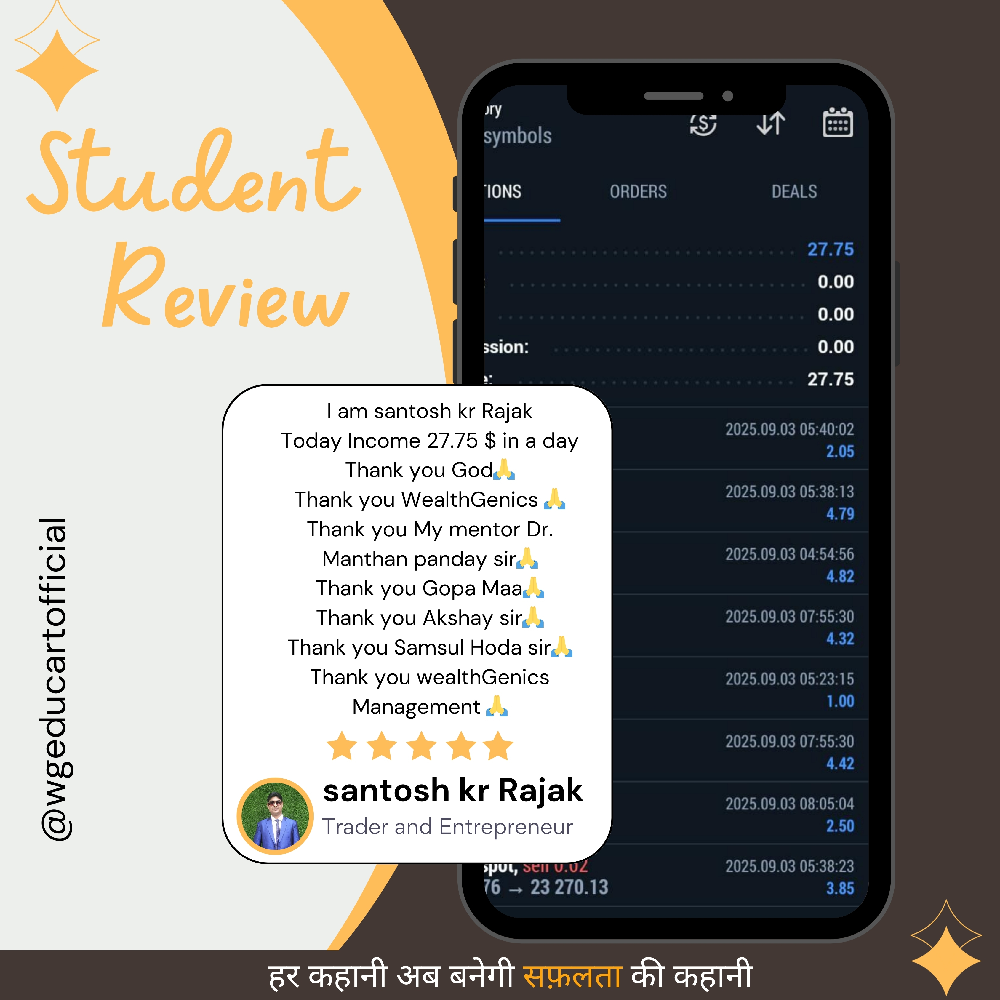 Student
Review
@wgeducartofficial
I am santosh kr Rajak
Today Income 27.75 $ in a day
Thank you God🙏
Thank you WealthGenics 🙏
Thank you My mentor Dr.
Manthan panday sir🙏
Thank you Gopa Maa🙏
Thank you Akshay sir🙏
Thank you Samsul Hoda sir🙏
Thank you wealthGenics
Management 🙏
santosh kr Rajak
Trader and Entrepreneur
ory
symbols
TIONS ORDERS DEALS
27.75
: 0.00
0.00
ssion: 0.00
e: 27.75
2025.09.03 05:40:02
2.05
2025.09.03 05:38:13
4.79
2025.09.03 04:54:56
4.82
2025.09.03 07:55:30
4.32
2025.09.03 05:23:15
1.00
2025.09.03 07:55:30
4.42
2025.09.03 08:05:04
2.50
spot, sell 0.02 2025.09.03 05:38:23
76 → 23 270.13 3.85
हर कहानी अब बनेगी सफ़लता की कहानी